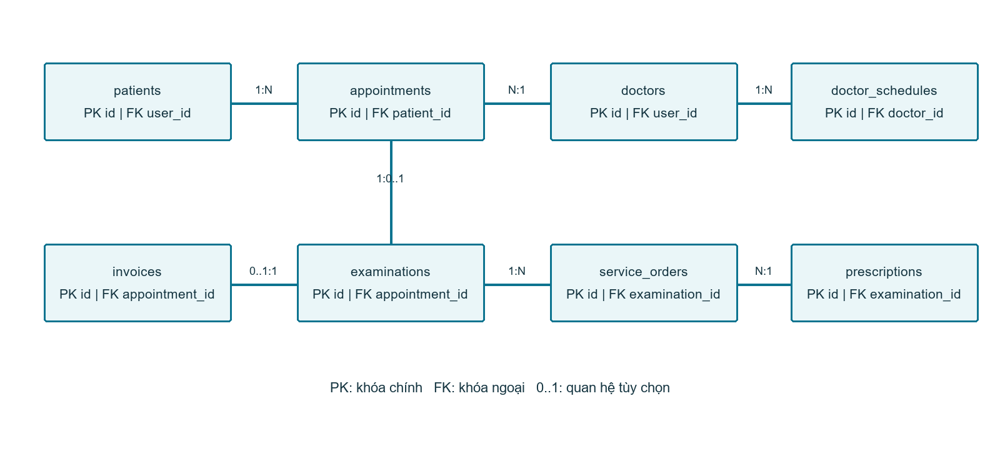 patients
PK id | FK user_id
1:N
appointments
PK id | FK patient_id
N:1
doctors
PK id | FK user_id
1:N
doctor_schedules
PK id | FK doctor_id
1:0..1
invoices
PK id | FK appointment_id
0..1:1
examinations
PK id | FK appointment_id
1:N
service_orders
PK id | FK examination_id
N:1
prescriptions
PK id | FK examination_id
PK: khóa chính   FK: khóa ngoại   0..1: quan hệ tùy chọn